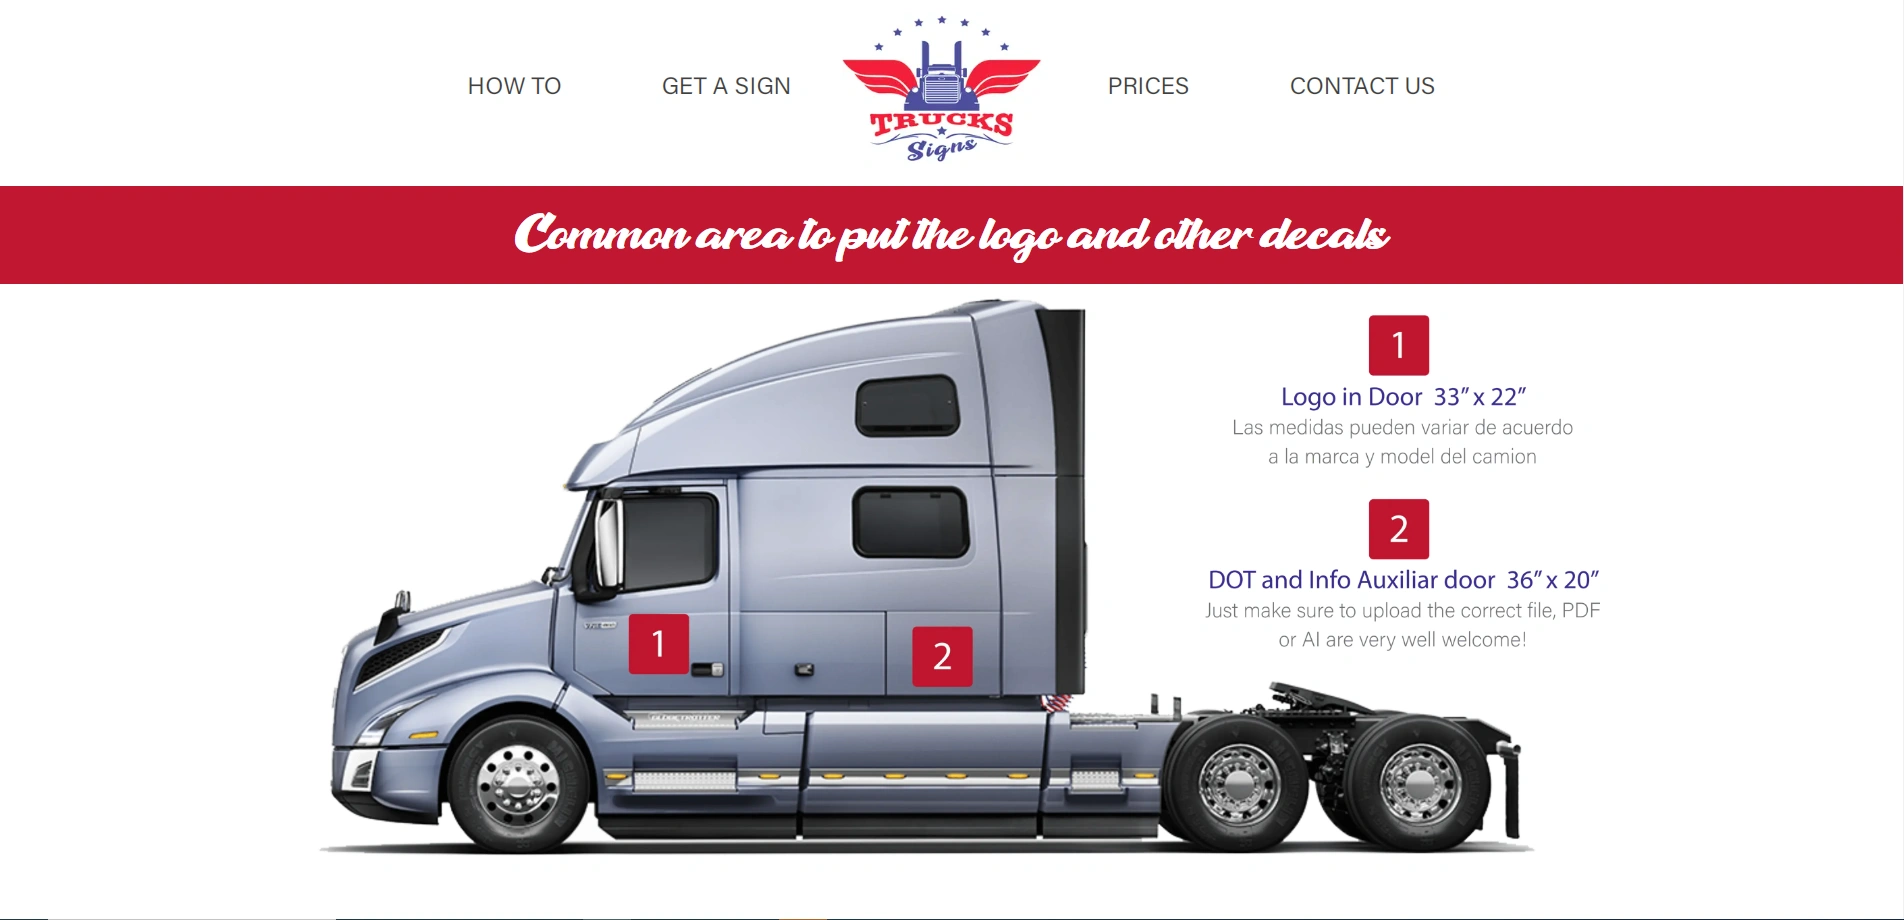 HOW TO
GET A SIGN
TRUCKS
Signs
PRICES
CONTACT US
Common area to put the logo and other decals
1
Logo in Door 33” x 22”
Las medidas pueden variar de acuerdo
a la marca y model del camion
2
DOT and Info Auxiliar door 36” x 20”
Just make sure to upload the correct file, PDF
or AI are very well welcome!
1
2
GLOBETROTTER